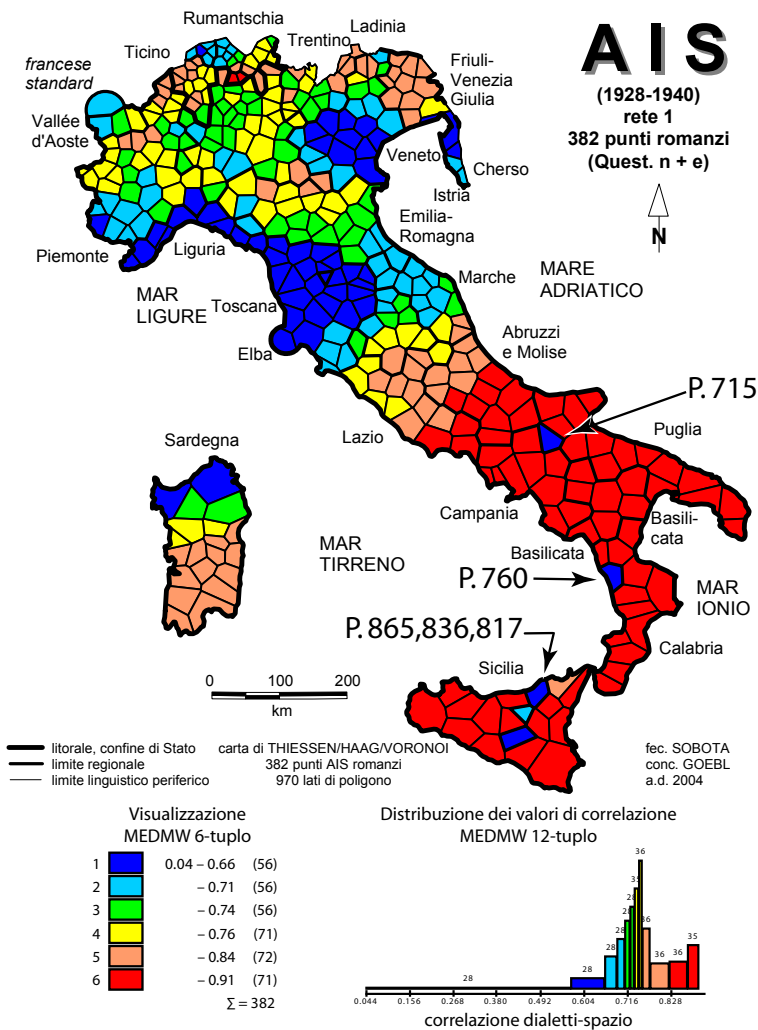 Rumantschia
Ladinia
Ticino
Trentino
francese
standard
Friuli-
Venezia
Giulia
Vallée
d'Aoste
AIS
(1928-1940)
rete 1
382 punti romanzi
(Quest. n + e)
N
Veneto
Cherso
Istria
Emilia-
Romagna
Piemonte
Liguria
Marche
MARE
ADRIATICO
MAR
LIGURE
Toscana
Elba
Abruzzi
e Molise
P. 715
Puglia
Lazio
Sardegna
Campania
Basili-
cata
MAR
TIRRENO
Basilicata
P. 760
MAR
IONIO
P. 865,836,817
Calabria
Sicilia
0 100 200
km
litorale, confine di Stato
limite regionale
limite linguistico periferico
carta di THIESSEN/HAAG/VORONOI
382 punti AIS romanzi
970 lati di poligono
fec. SOBOTA
conc. GOEBL
a.d. 2004
Visualizzazione
MEDMW 6-tuplo
1 0.04 – 0.66 (56)
2 – 0.71 (56)
3 – 0.74 (56)
4 – 0.76 (71)
5 – 0.84 (72)
6 – 0.91 (71)
Σ = 382
Distribuzione dei valori di correlazione
MEDMW 12-tuplo
28 28 28 28 28 28 35 36 36 36 36 35
0.044 0.156 0.268 0.380 0.492 0.604 0.716 0.828
correlazione dialetti-spazio